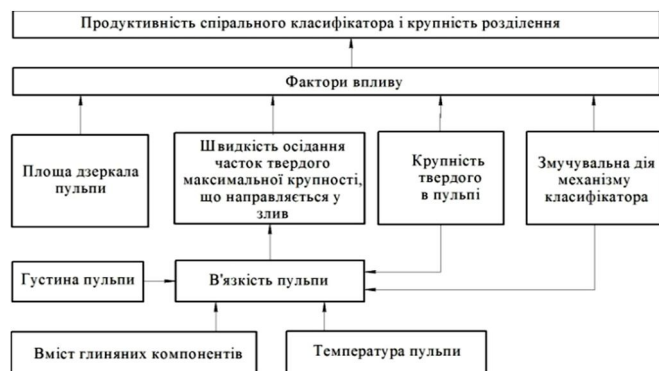 Продуктивність спірального класифікатора і крупність розділення
Фактори впливу
Площа дзеркала
пульпи
Швидкість осідання
часток твердого
максимальної крупності,
що направляється у
злив
Крупність
твердого
в пульпі
Змучувальна дія
механізму
класифікатора
Густина пульпи
В'язкість пульпи
Вміст глиняних компонентів
Температура пульпи